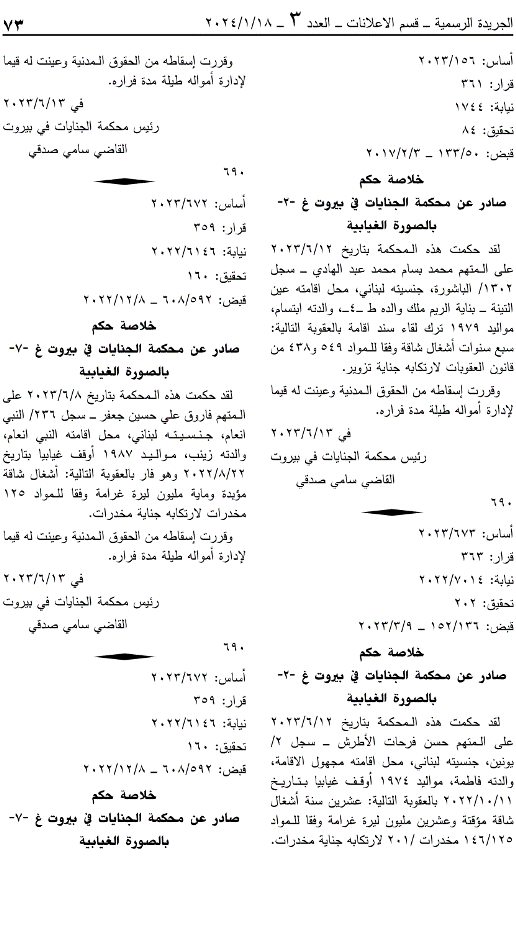 الجريدة الرسمية ــ قسم الاعلانات ــ العدد ٣ ــ ٢٠٢٤/١/١٨
٧٣
أساس: ٢٠٢٣/١٥٦
قرار: ٣٦١
نيابة: ١٧٤٤
تحقيق: ٨٤
قبض: ١٣٣/٥٠ ــ ٢٠١٧/٢/٣
خلاصة حكم
صادر عن محكمة الجنايات في بيروت غ -٢-
بالصورة الغيابية
لقد حكمت هذه المحكمة بتاريخ ٢٠٢٣/٦/١٢
على المتهم محمد بسام محمد عبد الهادي ــ سجل
١٣٠٢/ الباشورة، جنسيته لبناني، محل اقامته عين
التينة ــ بناية الريم ملك والده ط ــ٤ــ، والدته ابتسام،
مواليد ١٩٧٩ ترك لقاء سند اقامة بالعقوبة التالية:
سبع سنوات أشغال شاقة وفقا للمواد ٥٤٩ و٤٣٨ من
قانون العقوبات لارتكابه جناية تزوير.
وقررت إسقاطه من الحقوق المدنية وعينت له قيما
لإدارة أمواله طيلة مدة فراره.
في ٢٠٢٣/٦/١٣
رئيس محكمة الجنايات في بيروت
القاضي سامي صدقي
٦٩٠
أساس: ٢٠٢٣/٦٧٣
قرار: ٣٦٣
نيابة: ٢٠٢٢/٧٠١٤
تحقيق: ٢٠٢
قبض: ١٥٢/١٣٦ ــ ٢٠٢٣/٣/٩
خلاصة حكم
صادر عن محكمة الجنايات في بيروت غ -٢-
بالصورة الغيابية
لقد حكمت هذه المحكمة بتاريخ ٢٠٢٣/٦/١٢
على المتهم حسن فرحات الأطرش ــ سجل ٢/
يونين، جنسيته لبناني، محل اقامته مجهول الاقامة،
والدته فاطمة، مواليد ١٩٧٤ أوقف غيابيا بتاريخ
٢٠٢٢/١٠/١١ بالعقوبة التالية: عشرين سنة أشغال
شاقة مؤقتة وعشرين مليون ليرة غرامة وفقا للمواد
١٤٦/١٢٥ مخدرات /٢٠١ لارتكابه جناية مخدرات.
وقررت إسقاطه من الحقوق المدنية وعينت له قيما
لإدارة أمواله طيلة مدة فراره.
في ٢٠٢٣/٦/١٣
رئيس محكمة الجنايات في بيروت
القاضي سامي صدقي
٦٩٠
أساس: ٢٠٢٣/٦٧٢
قرار: ٣٥٩
نيابة: ٢٠٢٢/٦١٤٦
تحقيق: ١٦٠
قبض: ٦٠٨/٥٩٢ ــ ٢٠٢٢/١٢/٨
خلاصة حكم
صادر عن محكمة الجنايات في بيروت غ -٧-
بالصورة الغيابية
لقد حكمت هذه المحكمة بتاريخ ٢٠٢٣/٦/٨ على
المتهم فاروق علي حسين جعفر ــ سجل ٢٣٦/ النبي
انعام، جنسيته لبناني، محل اقامته النبي انعام،
والدته زينب، مواليد ١٩٨٧ أوقف غيابيا بتاريخ
٢٠٢٢/٨/٢٢ وهو فار بالعقوبة التالية: أشغال شاقة
مؤبدة وماية مليون ليرة غرامة وفقا للمواد ١٢٥
مخدرات لارتكابه جناية مخدرات.
وقررت إسقاطه من الحقوق المدنية وعينت له قيما
لإدارة أمواله طيلة مدة فراره.
في ٢٠٢٣/٦/١٣
رئيس محكمة الجنايات في بيروت
القاضي سامي صدقي
٦٩٠
أساس: ٢٠٢٣/٦٧٢
قرار: ٣٥٩
نيابة: ٢٠٢٢/٦١٤٦
تحقيق: ١٦٠
قبض: ٦٠٨/٥٩٢ ــ ٢٠٢٢/١٢/٨
خلاصة حكم
صادر عن محكمة الجنايات في بيروت غ -٧-
بالصورة الغيابية